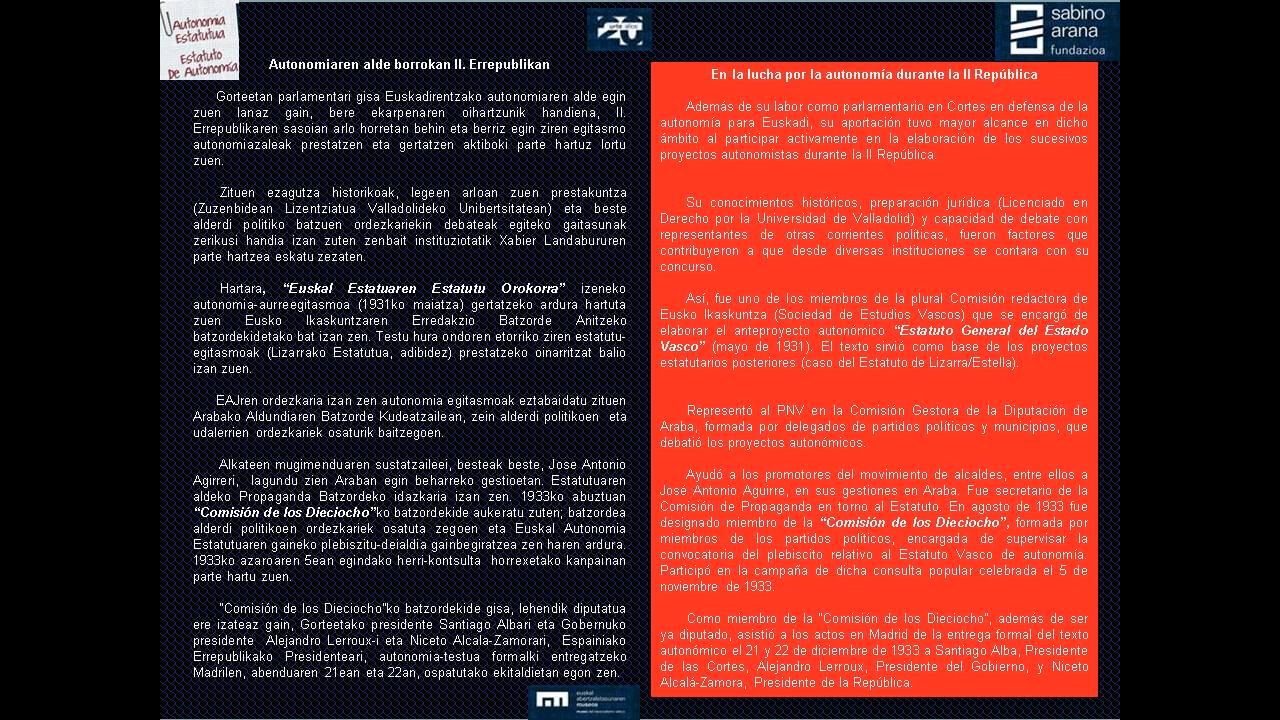 Autonomia
Estatutua
Estatuto
De Autonomía
sabino
arana
fundazioa
Autonomiaren alde borrokan II. Errepublikan
Gorteetan parlamentari gisa Euskadirentzako autonomiaren alde egin
zuen lanaz gain, bere ekarpenaren oihartzunik handiena, II.
Errepublikaren sasoian arlo horretan behin eta berriz egin ziren egitasmo
autonomiazaleak prestatzen eta gertatzen aktiboki parte hartuz lortu
zuen.
Zituen ezagutza historikoak, legeen arloan zuen prestakuntza
(Zuzenbidean Lizentziatua Valladolideko Unibertsitatean) eta beste
alderdi politiko batzuen ordezkariekin debateak egiteko gaitasunak
zerikusi handia izan zuten zenbait instituziotatik Xabier Landabururen
parte hartzea eskatu izana.
Hartara, “Euskal Estatuaren Estatutu Orokorra” izeneko
autonomia-aurreegitasmoa (1931ko maiatza) gertatzeko ardura hartuta
zuen Eusko Ikaskuntzaren Erredakzio Batzorde Anitzeko
batzordekideetako bat izan zen. Testu hura ondoren etorriko ziren estatutu-
egitasmoak (Lizarrako Estatutua, adibidez) prestatzeko oinarritzat balio
izan zuen.
EAJren ordezkaria izan zen autonomia egitasmoak eztabaidatu zituen
Arabako Aldundiaren Batzorde Kudeatzailean, zein alderdi politikoen eta
udalerrien ordezkariek osaturik baitzegoen.
Alkateen mugimenduaren sustatzaileei, besteak beste, Jose Antonio
Agirreri, lagundu zien Araban egin beharreko gestioetan. Estatutuaren
aldeko Propaganda Batzordeko idazkaria izan zen. 1933ko abuztuan
“Comisión de los Dieciocho”ko batzordekide aukeratu zuten; batzordea
alderdi politikoen ordezkariek osatuta zegoen eta Euskal Autonomia
Estatutuaren gaineko plebiszitu-deialdia gainbegiratzea zen haren ardura.
1933ko azaroaren 5ean egindako herri-kontsulta horrexetako kanpainan
parte hartu zuen.
"Comisión de los Dieciocho"ko batzordekide gisa, lehendik diputatua
ere izateaz gain, Gorteetako presidente Santiago Albari eta Gobernuko
presidente, Alejandro Lerroux-i eta Niceto Alcala-Zamorari, Espainiako
Errepublikako Presidenteari; autonomia-testua formalki entregatzeko
Madrilen, abenduaren 21ean eta 22an, ospatutako ekitaldietan egon zen.
En la lucha por la autonomía durante la II República
Además de su labor como parlamentario en Cortes en defensa de la
autonomía para Euskadi, su aportación tuvo mayor alcance en dicho
ámbito al participar activamente en la elaboración de los sucesivos
proyectos autonomistas durante la II República.
Su conocimientos históricos, preparación jurídica (Licenciado en
Derecho por la Universidad de Valladolid) y capacidad de debate con
representantes de otras corrientes políticas, fueron factores que
contribuyeron a que desde diversas instituciones se contara con su
concurso.
Así, fue uno de los miembros de la plural Comisión redactora de
Eusko Ikaskuntza (Sociedad de Estudios Vascos) que se encargó de
elaborar el anteproyecto autonómico “Estatuto General del Estado
Vasco” (mayo de 1931). El texto sirvió como base de los proyectos
estatutarios posteriores (caso del Estatuto de Lizarra/Estella).
Representó al PNV en la Comisión Gestora de la Diputación de
Araba, formada por delegados de partidos políticos y municipios, que
debatió los proyectos autonómicos.
Ayudó a los promotores del movimiento de alcaldes, entre ellos a
José Antonio Aguirre, en sus gestiones en Araba. Fue secretario de la
Comisión de Propaganda en torno al Estatuto. En agosto de 1933 fue
designado miembro de la “Comisión de los Dieciocho”, formada por
miembros de los partidos políticos, encargada de supervisar la
convocatoria del plebiscito relativo al Estatuto Vasco de autonomía.
Participó en la campaña de dicha consulta popular celebrada el 5 de
noviembre de 1933.
Como miembro de la "Comisión de los Dieciocho", además de ser
ya diputado, asistió a los actos en Madrid de la entrega formal del texto
autonómico el 21 y 22 de diciembre de 1933 a Santiago Alba, Presidente
de las Cortes, Alejandro Lerroux, Presidente del Gobierno, y Niceto
Alcalá-Zamora, Presidente de la República.
euskal
abertzaletasunaren
museoa